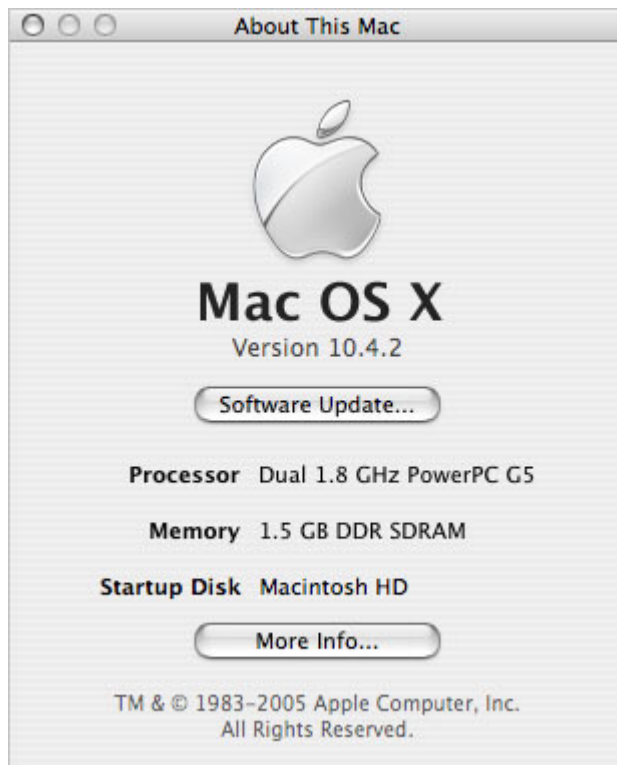 About This Mac
Mac OS X
Version 10.4.2
Software Update...
Processor Dual 1.8 GHz PowerPC G5
Memory 1.5 GB DDR SDRAM
Startup Disk Macintosh HD
More Info...
TM & © 1983–2005 Apple Computer, Inc.
All Rights Reserved.